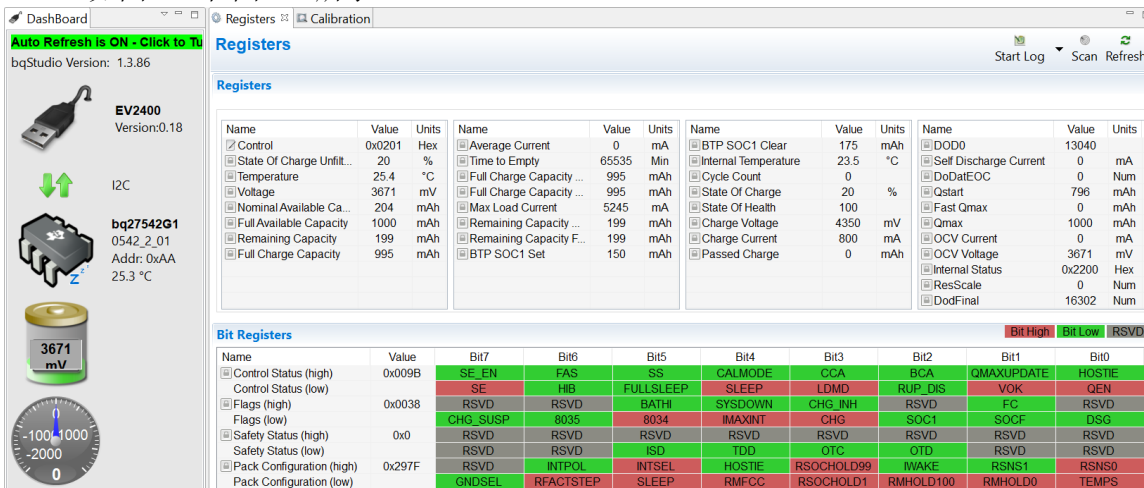 DashBoard
Auto Refresh is ON - Click to Tu
bqStudio Version: 1.3.86
EV2400
Version:0.18
I2C
bq27542G1
0542_2_01
Addr: 0xAA
25.3 °C
z z
3671
mV
-100 1000
-2000
0
0
Registers Calibration
Registers
Start Log Scan Refresh
Registers
Name Value Units Name Value Units Name Value Units Name Value Units
Control 0x0201 Hex Average Current 0 mA BTP SOC1 Clear 175 mAh DOD0 13040
State Of Charge Unfilt... 20 % Time to Empty 65535 Min Internal Temperature 23.5 °C Self Discharge Current 0 mA
Temperature 25.4 °C Full Charge Capacity ... 995 mAh Cycle Count 0 DoDatEOC 0 Num
Voltage 3671 mV Full Charge Capacity ... 995 mAh State Of Charge 20 % Qstart 796 mAh
Nominal Available Ca... 204 mAh Max Load Current 5245 mA State Of Health 100 Fast Qmax 0 mAh
Full Available Capacity 1000 mAh Remaining Capacity ... 199 mAh Charge Voltage 4350 mV Qmax 1000 mAh
Remaining Capacity 199 mAh Remaining Capacity F... 199 mAh Charge Current 800 mA OCV Current 0 mA
Full Charge Capacity 995 mAh BTP SOC1 Set 150 mAh Passed Charge 0 mAh OCV Voltage 3671 mV
Internal Status 0x2200 Hex
ResScale 0 Num
DodFinal 16302 Num
Bit Registers Bit High Bit Low RSVD
Name Value Bit7 Bit6 Bit5 Bit4 Bit3 Bit2 Bit1 Bit0
Control Status (high) 0x009B SE_EN FAS SS CALMODE CCA BCA QMAXUPDATE HOSTIE
Control Status (low) SE HIB FULLSLEEP SLEEP LDMD RUP_DIS VOK QEN
Flags (high) 0x0038 RSVD RSVD BATHI SYSDOWN CHG_INH RSVD FC RSVD
Flags (low) CHG_SUSP 8035 8034 IMAXINT CHG SOC1 SOCF DSG
Safety Status (high) 0x0 RSVD RSVD RSVD RSVD RSVD RSVD RSVD RSVD
Safety Status (low) RSVD RSVD ISD TDD OTC OTD RSVD RSVD
Pack Configuration (high) 0x297F RSVD INTPOL INTSEL HOSTIE RSOCHOLD99 IWAKE RSNS1 RSNS0
Pack Configuration (low) GNDSEL RFACTSTEP SLEEP RMFCC RSOCHOLD1 RMHOLD100 RMHOLD0 TEMPS